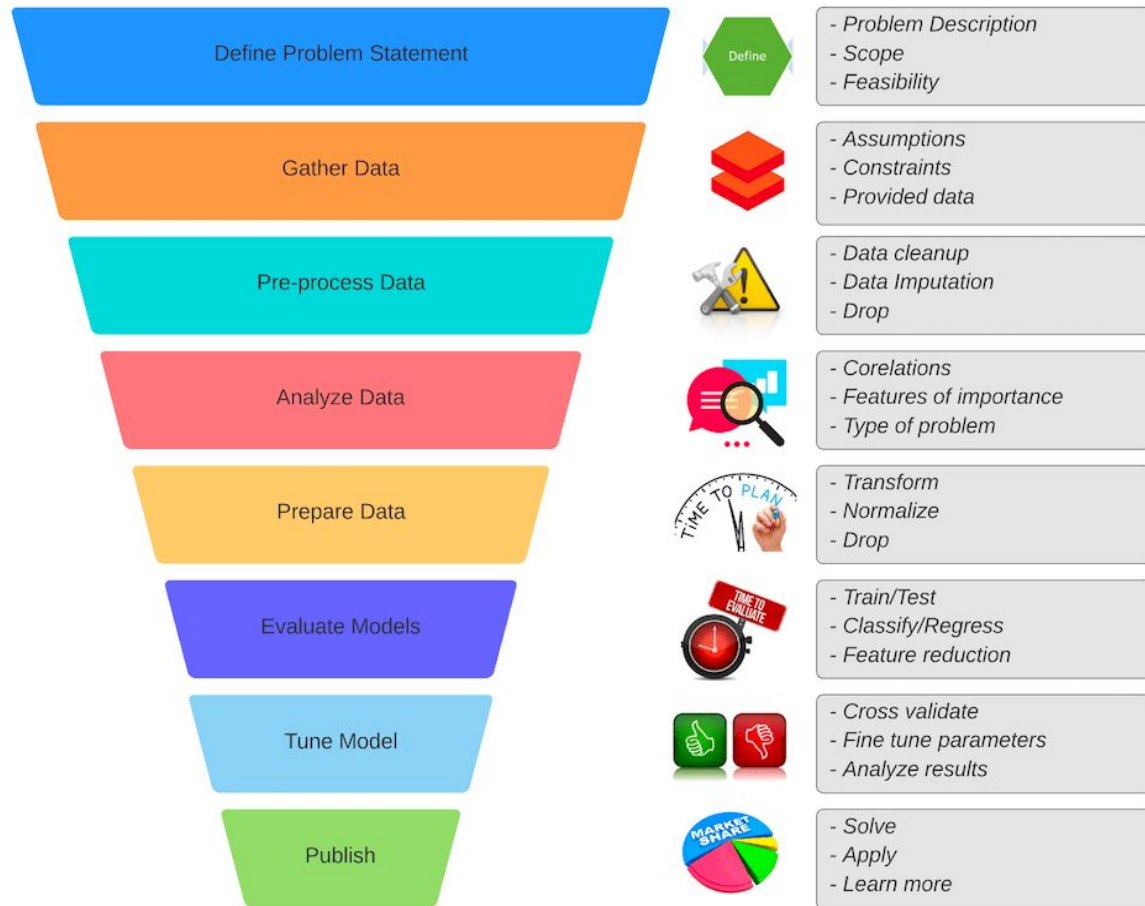 Define Problem Statement
Define
- Problem Description
- Scope
- Feasibility
Gather Data
- Assumptions
- Constraints
- Provided data
Pre-process Data
- Data cleanup
- Data Imputation
- Drop
Analyze Data
- Corelations
- Features of importance
- Type of problem
Prepare Data
TIME TO PLAN
- Transform
- Normalize
- Drop
Evaluate Models
TIME TO
EVALUATE
- Train/Test
- Classify/Regress
- Feature reduction
Tune Model
- Cross validate
- Fine tune parameters
- Analyze results
Publish
MARKET
SHARE
- Solve
- Apply
- Learn more